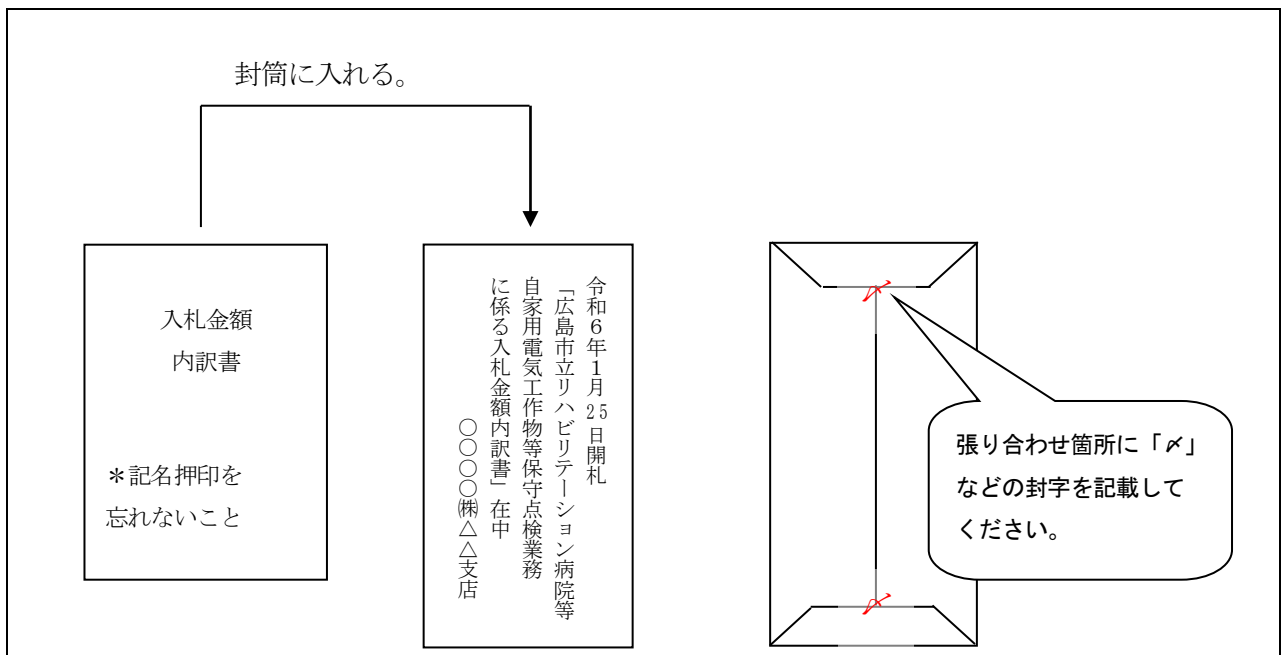 封筒に入れる。
入札金額
内訳書
＊記名押印を
忘れないこと
令和６年１月25日開札
「広島市立リハビリテーション病院等
自家用電気工作物等保守点検業務
に係る入札金額内訳書」在中
○○○○㈱△△支店
〆
張り合わせ箇所に「〆」
などの封字を記載して
ください。
〆